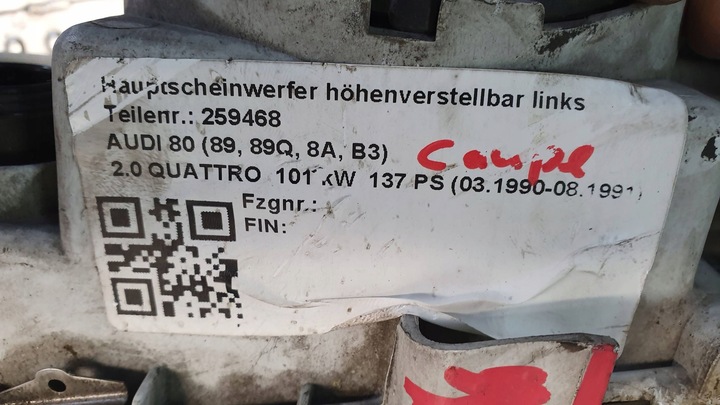 Hauptscheinwerfer höhenverstellbar links
Teilenr.: 259468
AUDI 80 (89, 89Q, 8A, B3) Coupe
2.0 QUATTRO 101 kW 137 PS (03.1990-08.1991)
Fzgnr.:
FIN: